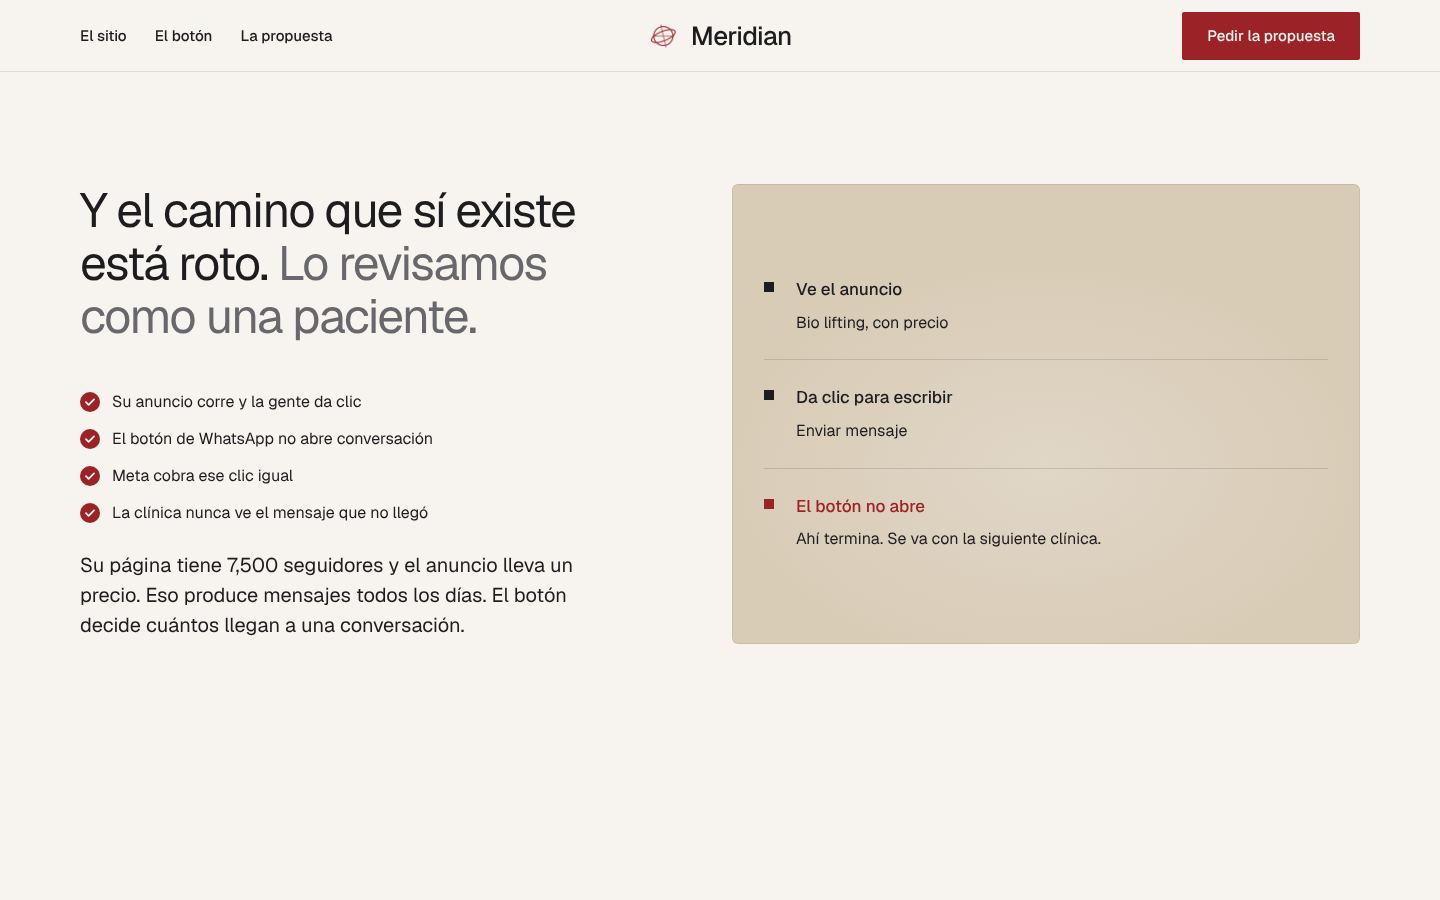 El sitio
El botón
La propuesta
Meridian
Pedir la propuesta
Y el camino que sí existe
está roto. Lo revisamos
como una paciente.
Su anuncio corre y la gente da clic
El botón de WhatsApp no abre conversación
Meta cobra ese clic igual
La clínica nunca ve el mensaje que no llegó
Su página tiene 7,500 seguidores y el anuncio lleva un
precio. Eso produce mensajes todos los días. El botón
decide cuántos llegan a una conversación.
Ve el anuncio
Bio lifting, con precio
Da clic para escribir
Enviar mensaje
El botón no abre
Ahí termina. Se va con la siguiente clínica.